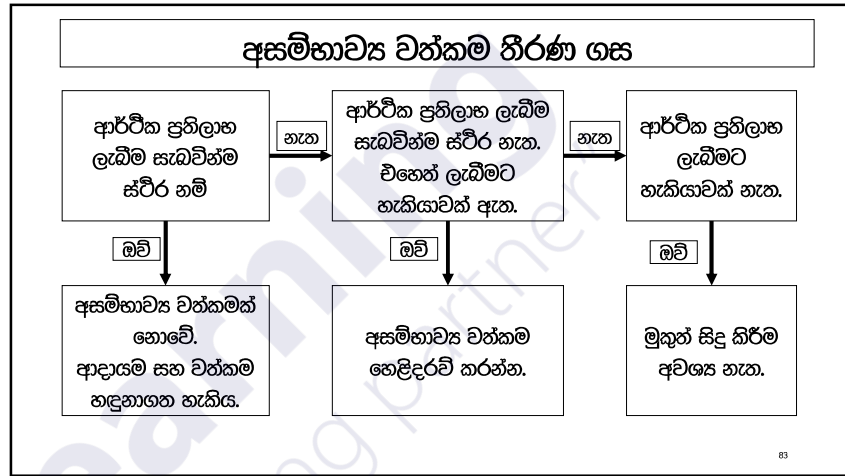 අසම්භාව්‍ය වත්කම තීරණ ගස
ආර්ථික ප්‍රතිලාභ
ලැබීම සැබවින්ම
ස්ථිර නම්
නැත
ආර්ථික ප්‍රතිලාභ ලැබීම
සැබවින්ම ස්ථිර නැත.
එහෙත් ලැබීමට
හැකියාවක් ඇත.
නැත
ආර්ථික ප්‍රතිලාභ
ලැබීමට
හැකියාවක් නැත.
ඔව්
ඔව්
ඔව්
අසම්භාව්‍ය වත්කමක්
නොවේ.
ආදායම සහ වත්කම
හඳුනාගත හැකිය.
අසම්භාව්‍ය වත්කම
හෙළිදරව් කරන්න.
මුකුත් සිදු කිරීම
අවශ්‍ය නැත.
83